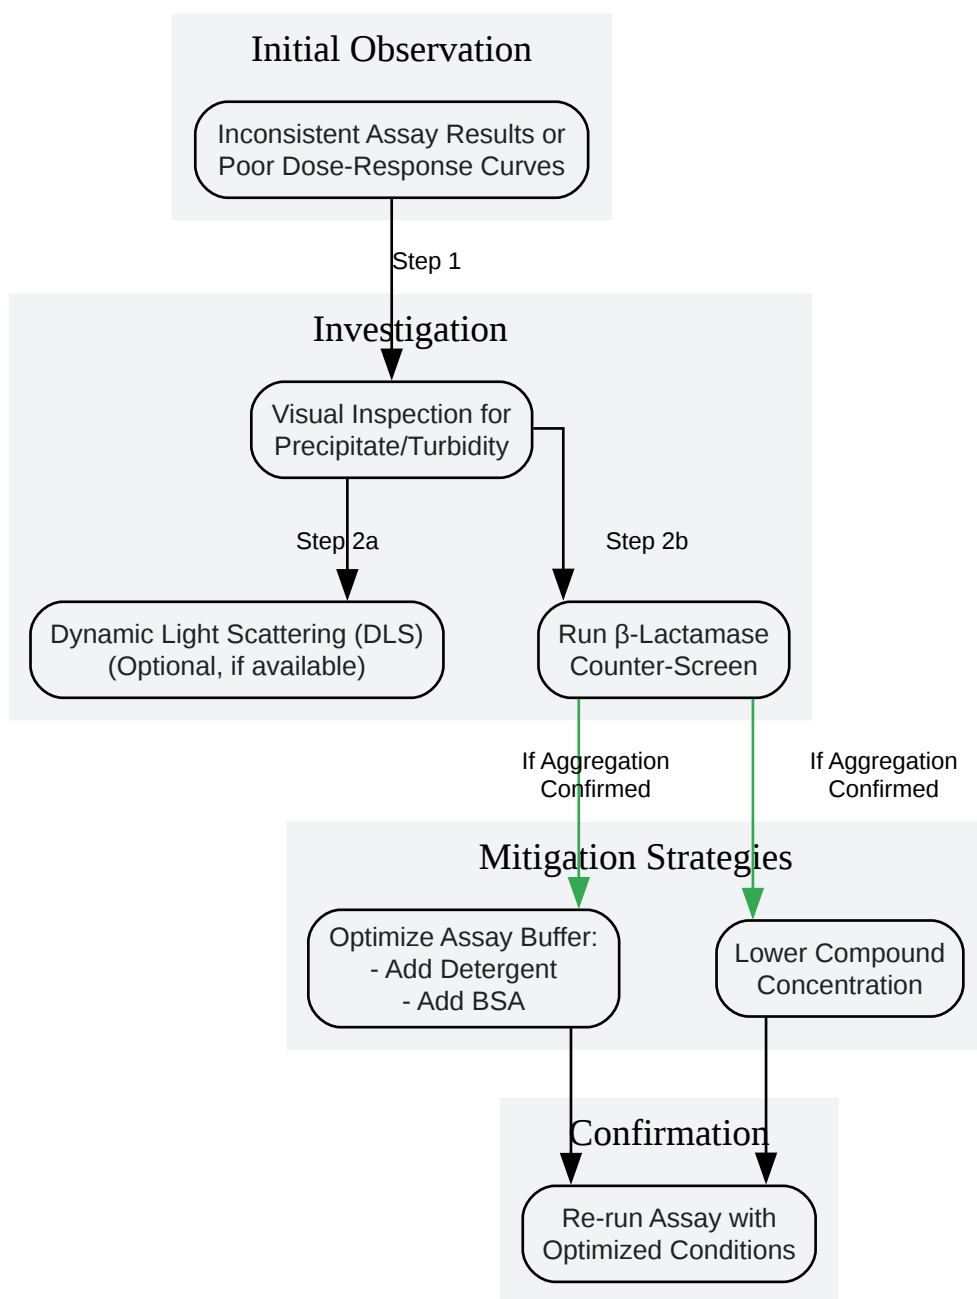 Initial Observation
Inconsistent Assay Results or
Poor Dose-Response Curves
Step 1
Investigation
Visual Inspection for
Precipitate/Turbidity
Step 2a
Step 2b
Dynamic Light Scattering (DLS)
(Optional, if available)
Run β-Lactamase
Counter-Screen
If Aggregation
Confirmed
If Aggregation
Confirmed
Mitigation Strategies
Optimize Assay Buffer:
- Add Detergent
- Add BSA
Lower Compound
Concentration
Confirmation
Re-run Assay with
Optimized Conditions